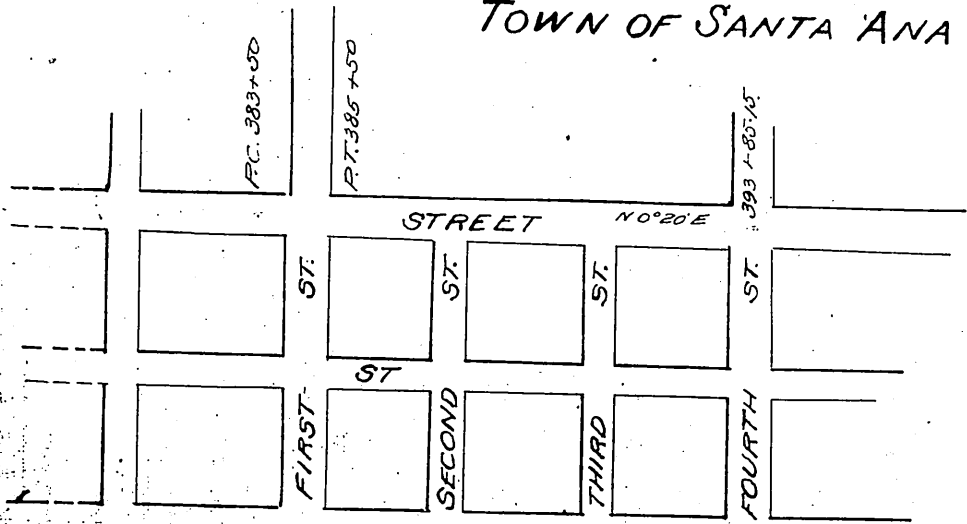 TOWN OF SANTA ANA
P.C. 383+50
P.T. 385+50
393+85.15
STREET N 0°20'E
ST.
ST.
ST.
ST.
ST
FIRST
SECOND
THIRD
FOURTH